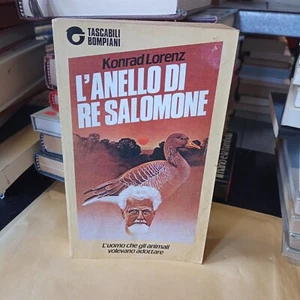 TASCABILI
BOMPIANI
Konrad Lorenz
L'ANELLO DI
RE SALOMONE
L'uomo che gli animali
volevano adottare